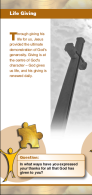 Life Giving
Through giving his
life for us, Jesus
provided the ultimate
demonstration of God's
generosity. Giving is at
the centre of God's
character – God gave
us life, and his giving is
renewed daily.
Question:
In what ways have you expressed
your thanks for all that God has
given to you?